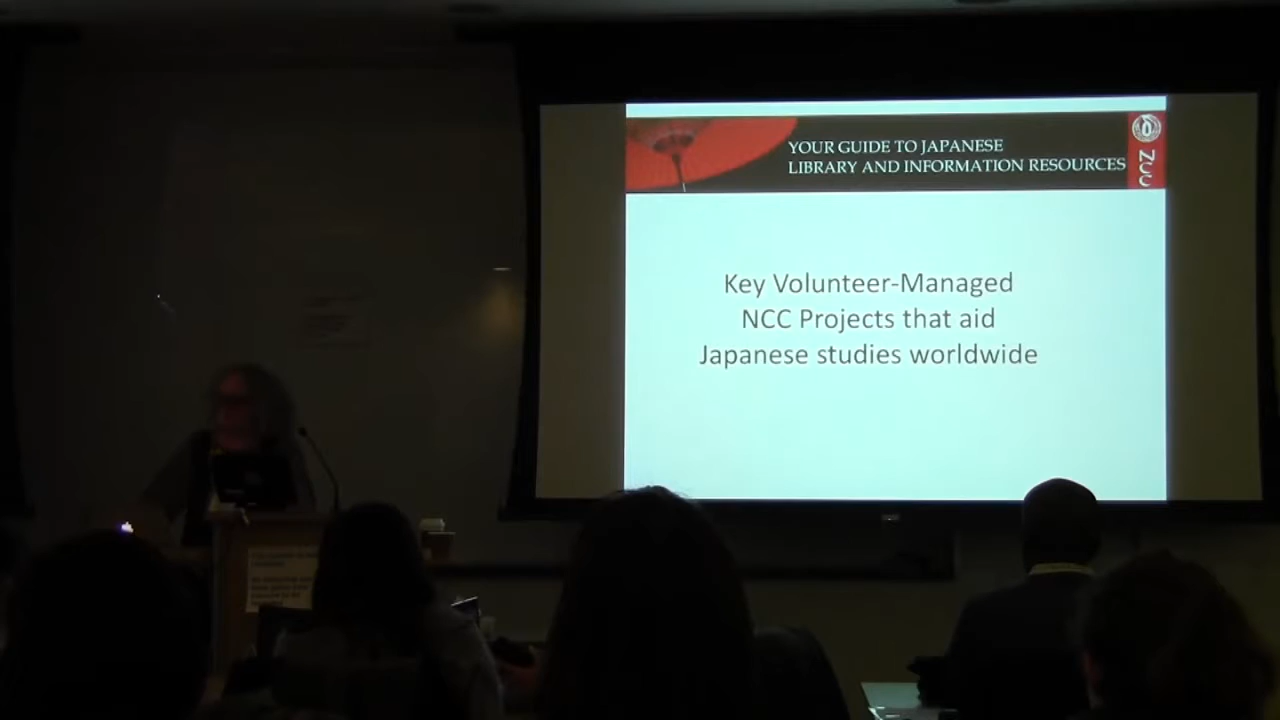 YOUR GUIDE TO JAPANESE
LIBRARY AND INFORMATION RESOURCES
NCC
Key Volunteer-Managed
NCC Projects that aid
Japanese studies worldwide